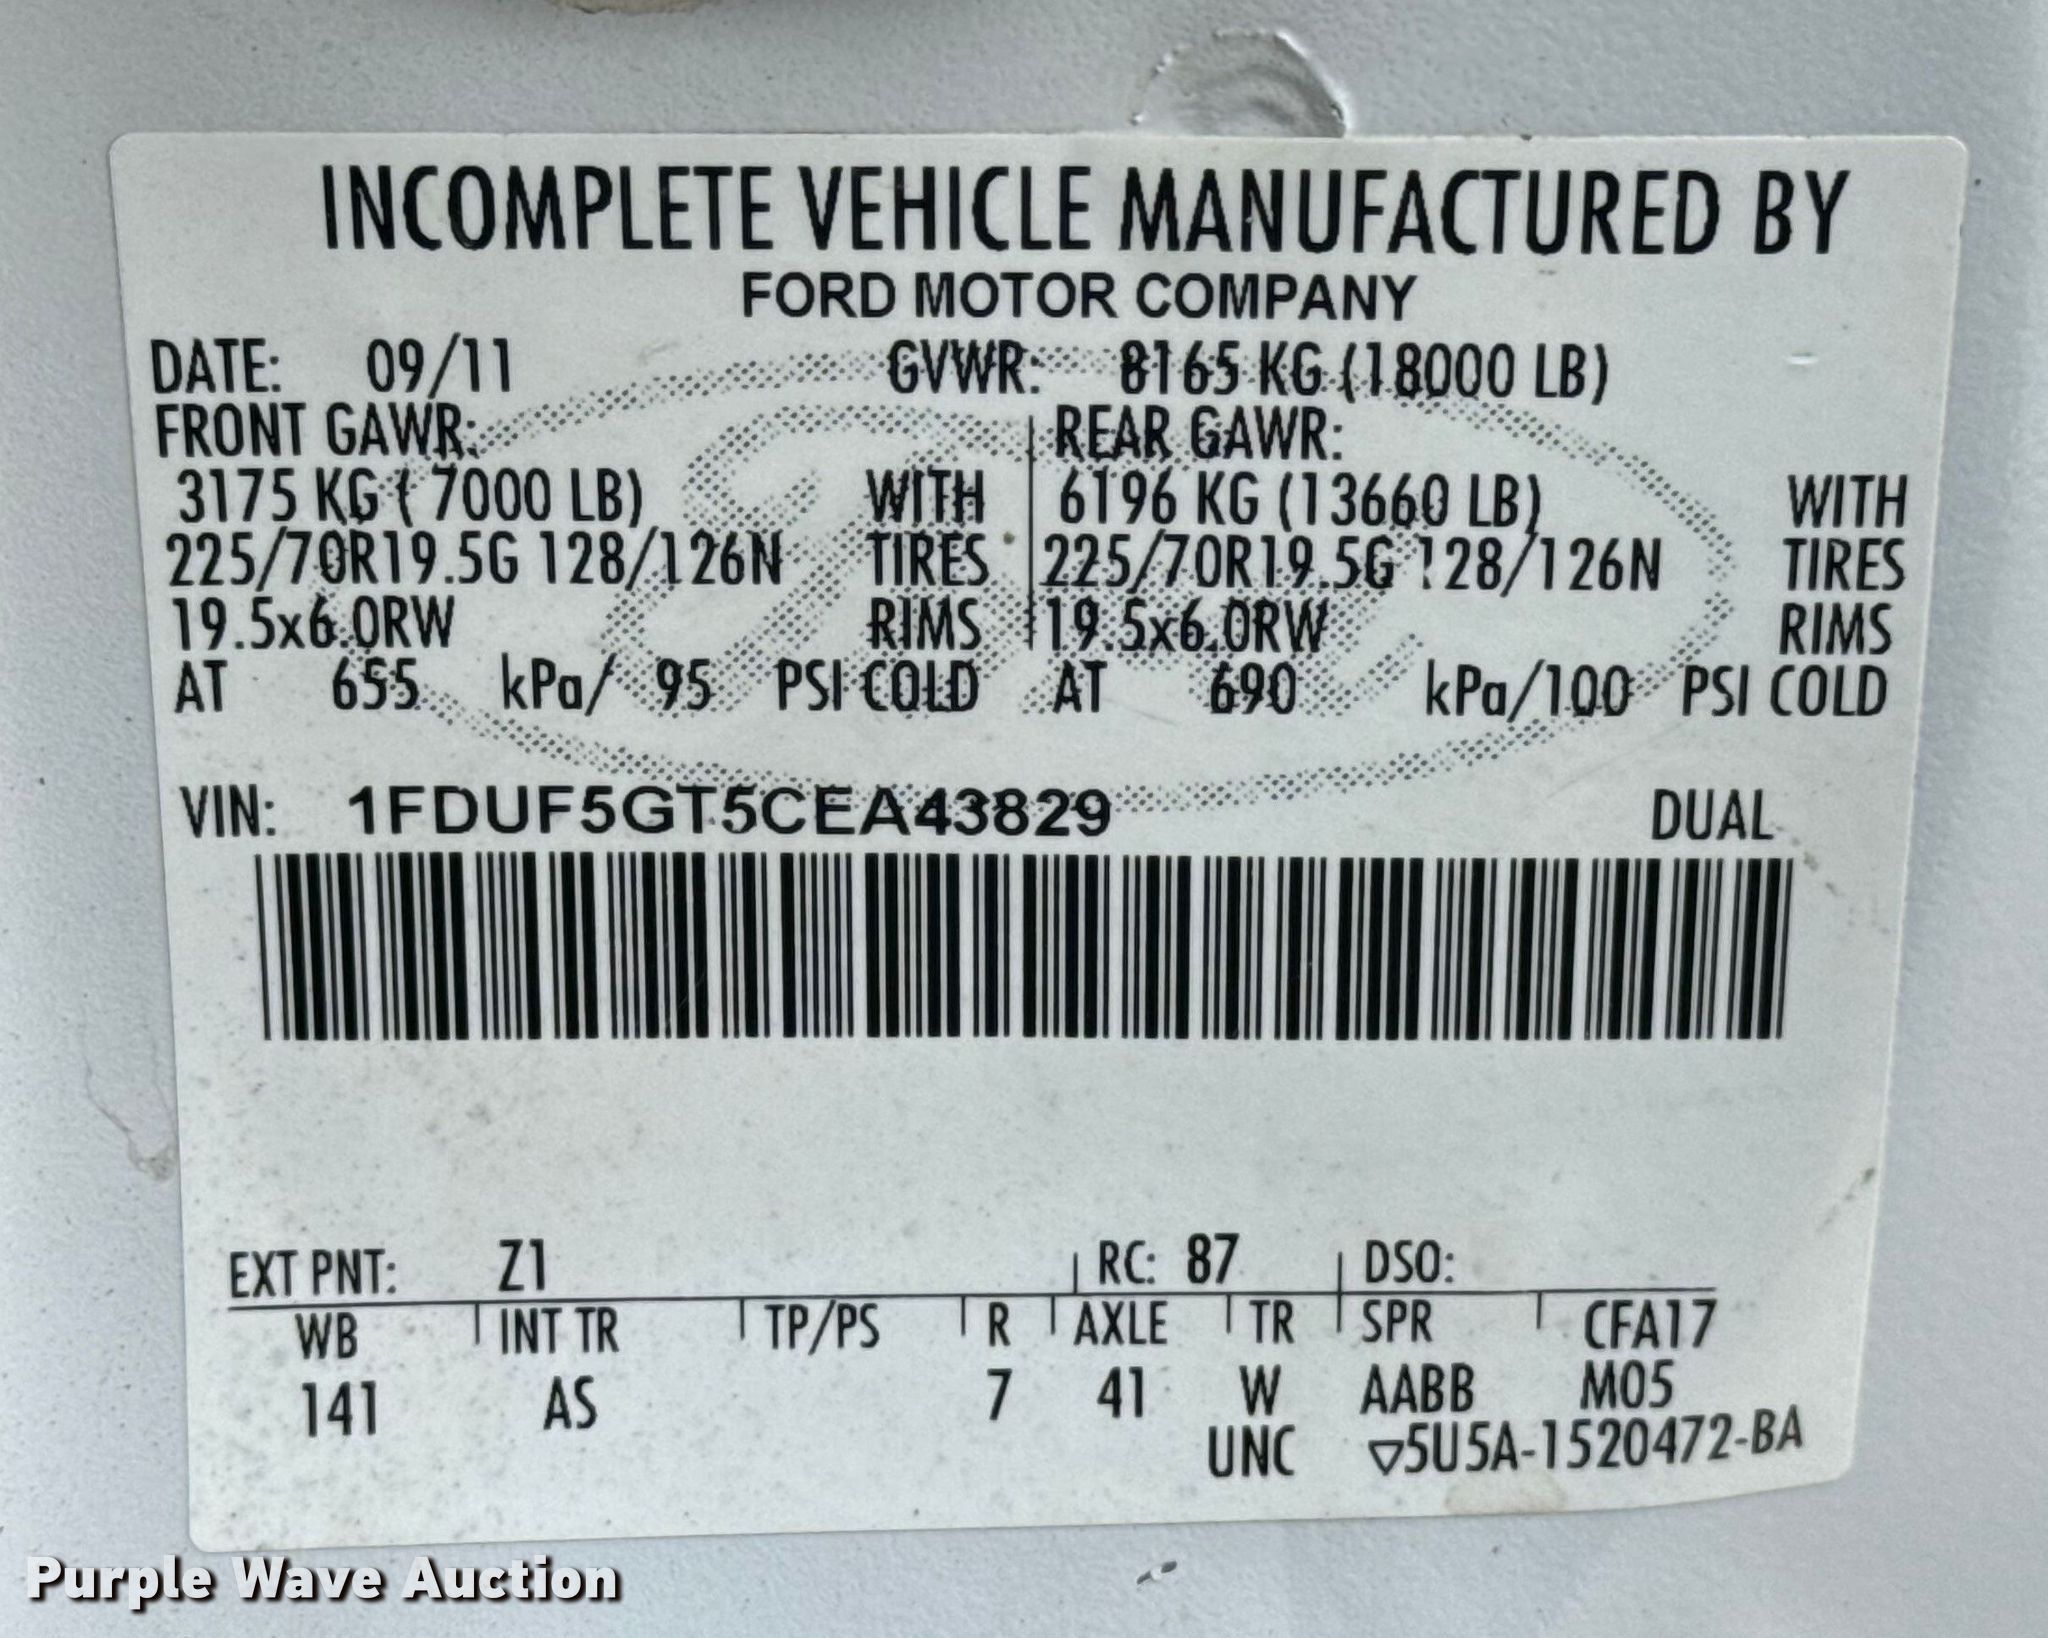 INCOMPLETE VEHICLE MANUFACTURED BY
FORD MOTOR COMPANY
DATE: 09/11 GVWR: 8165 KG (18000 LB)
FRONT GAWR: REAR GAWR:
3175 KG ( 7000 LB) WITH 6196 KG (13660 LB) WITH
225/70R19.5G 128/126N TIRES 225/70R19.5G 128/126N TIRES
19.5x6.0RW RIMS 19.5x6.0RW RIMS
AT 655 kPa/ 95 PSI COLD AT 690 kPa/100 PSI COLD
VIN: 1FDUF5GT5CEA43829 DUAL
EXT PNT: Z1 RC: 87 DSO:
WB INT TR TP/PS R AXLE TR SPR CFA17
141 AS 7 41 W AABB M05
UNC ▽5U5A-1520472-BA
Purple Wave Auction